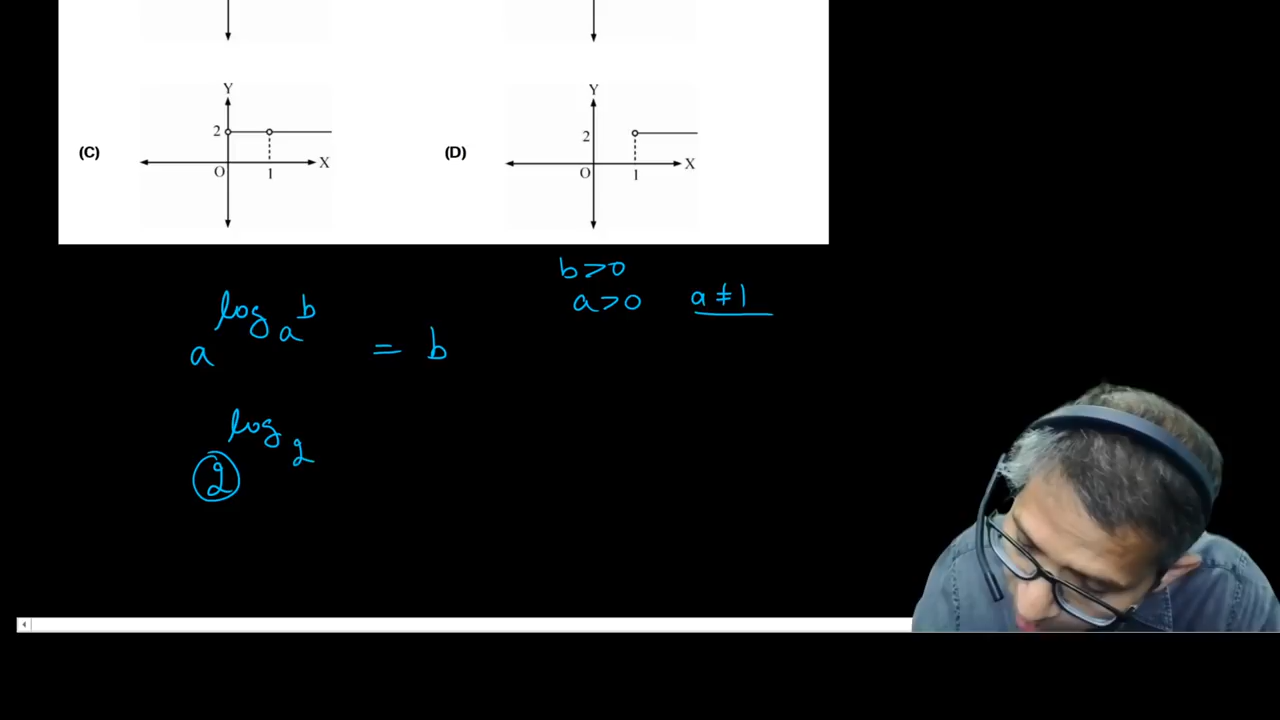 Y
2
(C)
O
1
X
Y
2
(D)
O
1
X
b > 0
a > 0 a ≠ 1
a^{log_a b} = b
2^{log_2}